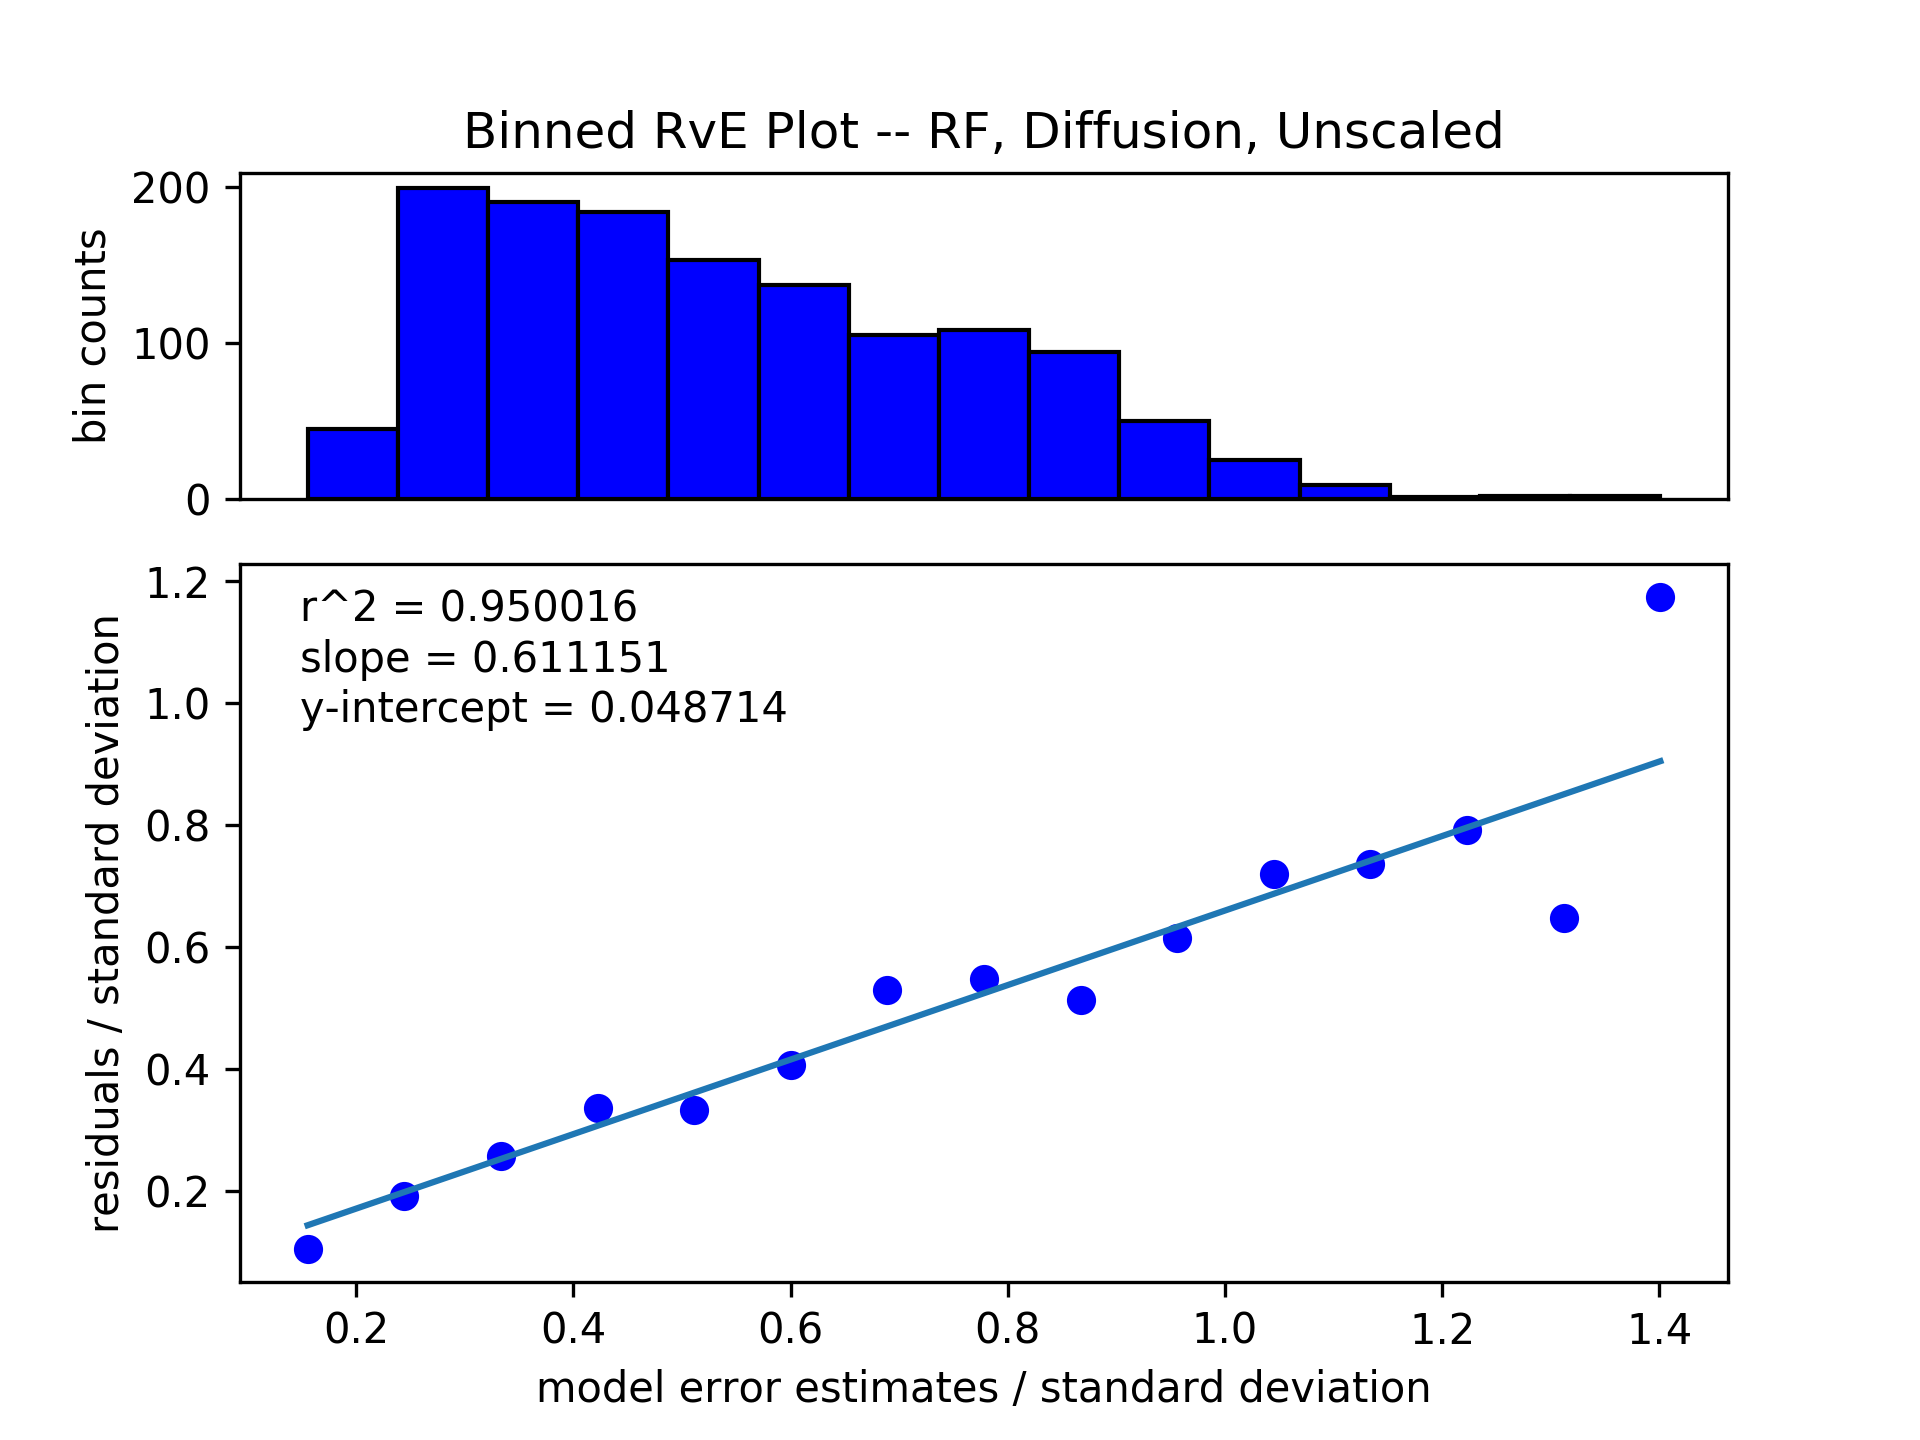 Binned RvE Plot -- RF, Diffusion, Unscaled
200
100
0
bin counts
1.2
1.0
0.8
0.6
0.4
0.2
residuals / standard deviation
r^2 = 0.950016
slope = 0.611151
y-intercept = 0.048714
0.2 0.4 0.6 0.8 1.0 1.2 1.4
model error estimates / standard deviation